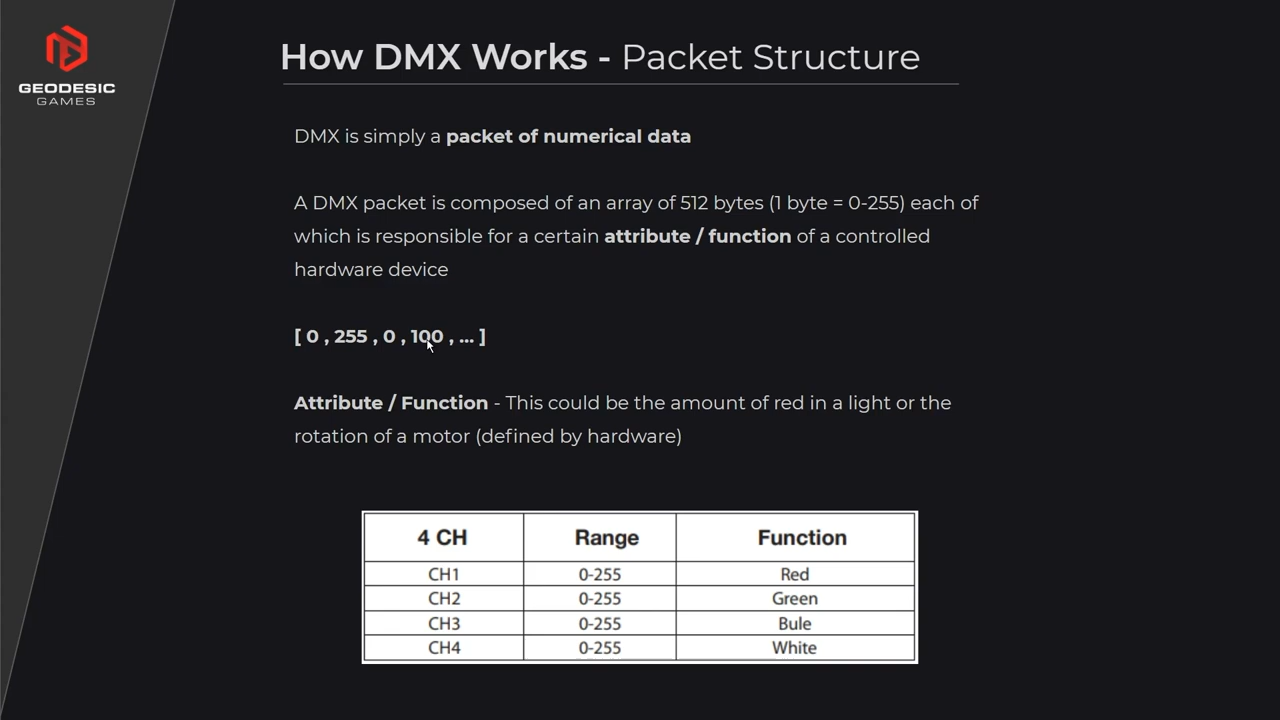 GEODESIC
GAMES
How DMX Works - Packet Structure
DMX is simply a packet of numerical data
A DMX packet is composed of an array of 512 bytes (1 byte = 0-255) each of
which is responsible for a certain attribute / function of a controlled
hardware device
[ 0 , 255 , 0 , 100 , ... ]
Attribute / Function - This could be the amount of red in a light or the
rotation of a motor (defined by hardware)
4 CH Range Function
CH1 0-255 Red
CH2 0-255 Green
CH3 0-255 Bule
CH4 0-255 White